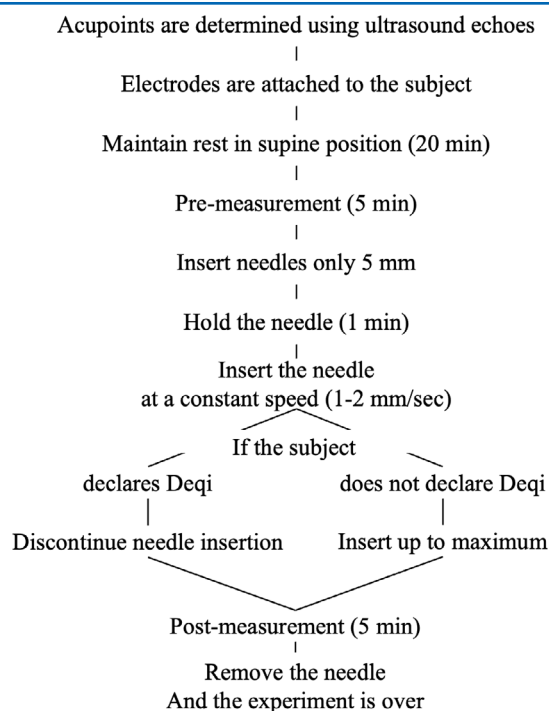 Acupoints are determined using ultrasound echoes
Electrodes are attached to the subject
Maintain rest in supine position (20 min)
Pre-measurement (5 min)
Insert needles only 5 mm
Hold the needle (1 min)
Insert the needle
at a constant speed (1-2 mm/sec)
If the subject
declares Deqi
does not declare Deqi
Discontinue needle insertion
Insert up to maximum
Post-measurement (5 min)
Remove the needle
And the experiment is over